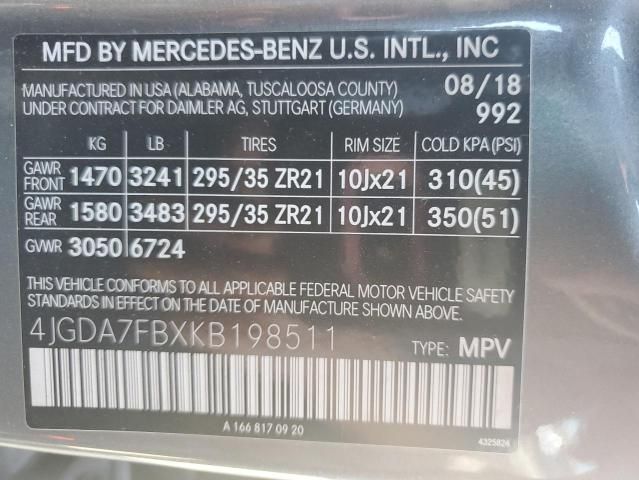 MFD BY MERCEDES-BENZ U.S. INTL., INC
MANUFACTURED IN USA (ALABAMA, TUSCALOOSA COUNTY) 08/18
UNDER CONTRACT FOR DAIMLER AG, STUTTGART (GERMANY) 992
KG LB TIRES RIM SIZE COLD KPA (PSI)
GAWR FRONT 1470 3241 295/35 ZR21 10Jx21 310(45)
GAWR REAR 1580 3483 295/35 ZR21 10Jx21 350(51)
GVWR 3050 6724
THIS VEHICLE CONFORMS TO ALL APPLICABLE FEDERAL MOTOR VEHICLE SAFETY
STANDARDS IN EFFECT ON THE DATE OF MANUFACTURE SHOWN ABOVE.
4JGDA7FBXKB198511 TYPE: MPV
A 166 817 09 20
4325824